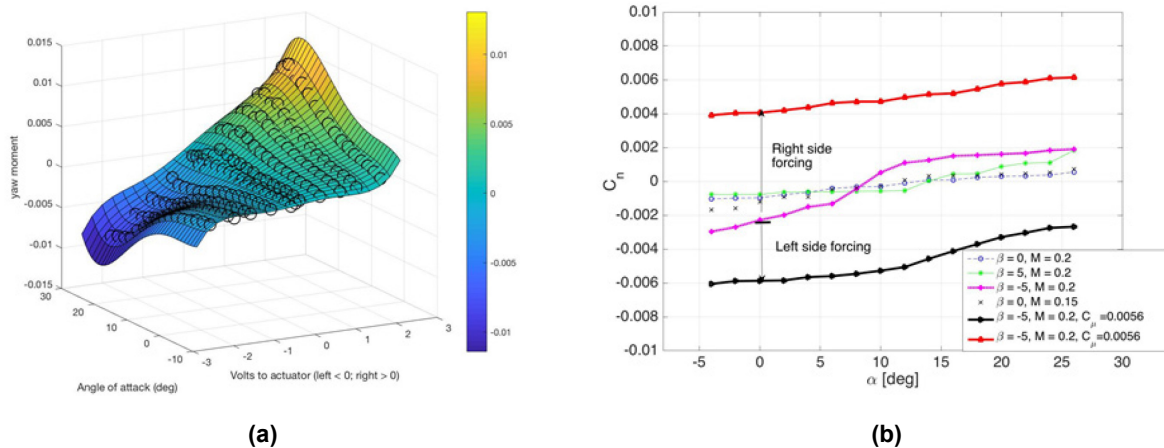 0.015
0.01
0.005
0
-0.005
-0.01
-0.015
yaw moment
30
20
10
0
-10
Angle of attack (deg)
-3
-2
-1
0
1
2
3
Volts to actuator (left < 0; right > 0)
0.01
0.005
0
-0.005
-0.01
(a)
0.01
0.008
0.006
0.004
0.002
0
-0.002
-0.004
-0.006
-0.008
-0.01
C_n
Right side
forcing
Left side forcing
β = 0, M = 0.2
β = 5, M = 0.2
β = -5, M = 0.2
β = 0, M = 0.15
β = -5, M = 0.2, C_μ =0.0056
β = -5, M = 0.2, C_μ=0.0056
-5
0
5
10
15
20
25
30
α [deg]
(b)